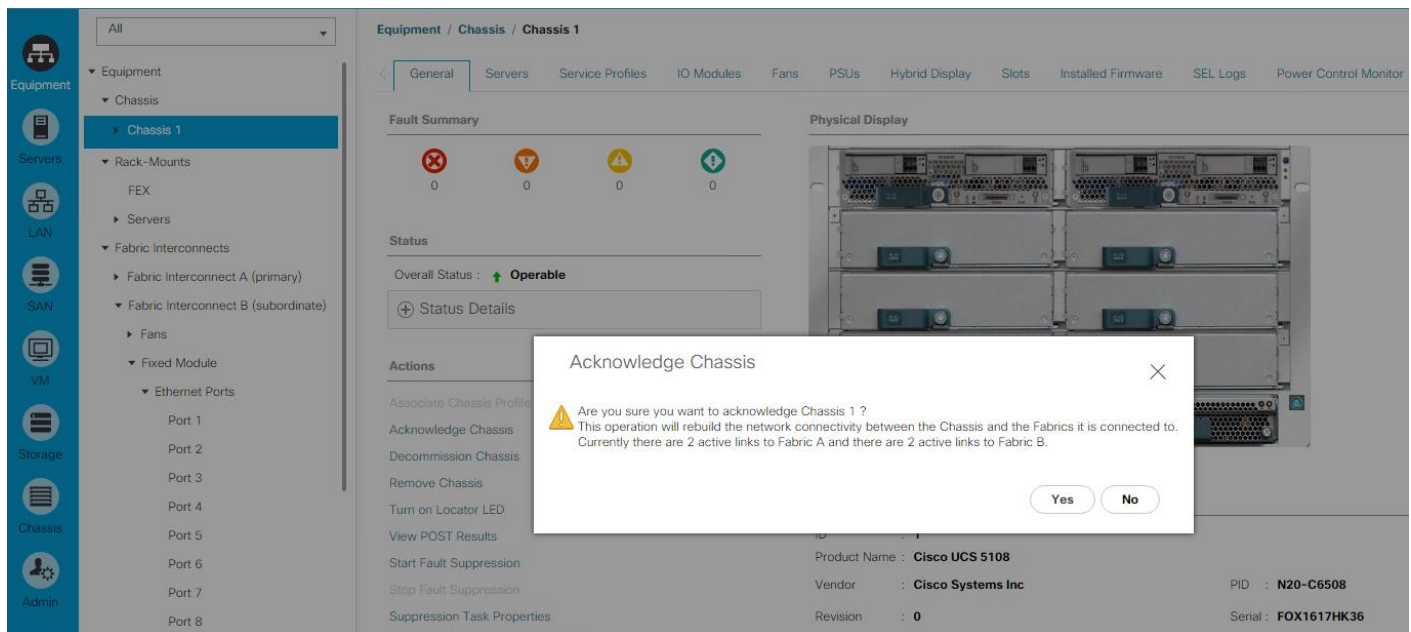 All
Equipment / Chassis / Chassis 1
Equipment
Servers
LAN
SAN
VM
Storage
Chassis
Admin
Equipment
Chassis
Chassis 1
Rack-Mounts
FEX
Servers
Fabric Interconnects
Fabric Interconnect A (primary)
Fabric Interconnect B (subordinate)
Fans
Fixed Module
Ethernet Ports
Port 1
Port 2
Port 3
Port 4
Port 5
Port 6
Port 7
Port 8
General Servers Service Profiles IO Modules Fans PSUs Hybrid Display Slots Installed Firmware SEL Logs Power Control Monitor
Fault Summary
0 0 0 0
Status
Overall Status : Operable
Status Details
Actions
Associate Chassis Profile
Acknowledge Chassis
Decommission Chassis
Remove Chassis
Turn on Locator LED
View POST Results
Start Fault Suppression
Stop Fault Suppression
Suppression Task Properties
Physical Display
Acknowledge Chassis
Are you sure you want to acknowledge Chassis 1 ?
This operation will rebuild the network connectivity between the Chassis and the Fabrics it is connected to.
Currently there are 2 active links to Fabric A and there are 2 active links to Fabric B.
Yes No
Product Name : Cisco UCS 5108
Vendor : Cisco Systems Inc PID : N20-C6508
Revision : 0 Serial : FOX1617HK36